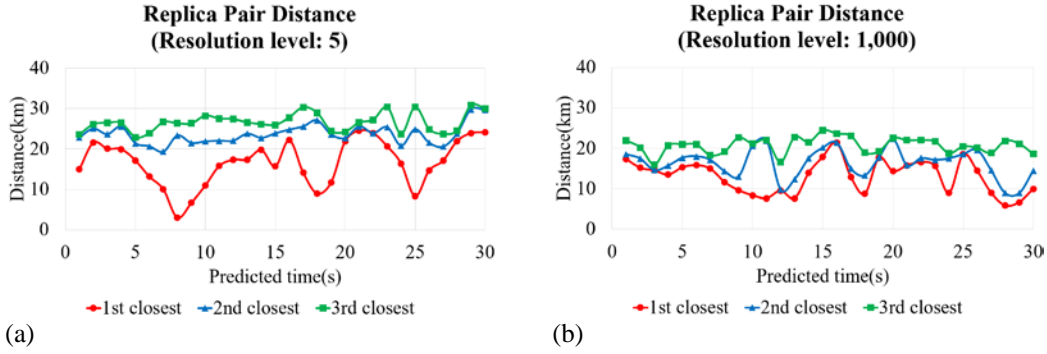 Replica Pair Distance
(Resolution level: 5)
40
30
20
10
0
Distance(km)
0 5 10 15 20 25 30
Predicted time(s)
1st closest 2nd closest 3rd closest
(a)
Replica Pair Distance
(Resolution level: 1,000)
40
30
20
10
0
Distance(km)
0 5 10 15 20 25 30
Predicted time(s)
1st closest 2nd closest 3rd closest
(b)